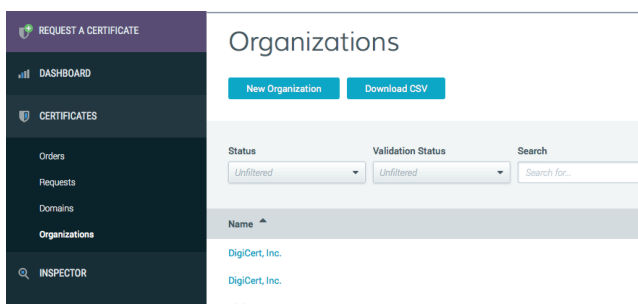 REQUEST A CERTIFICATE
DASHBOARD
CERTIFICATES
Orders
Requests
Domains
Organizations
INSPECTOR
Organizations
New Organization Download CSV
Status Validation Status Search
Unfiltered Unfiltered Search for...
Name
DigiCert, Inc.
DigiCert, Inc.